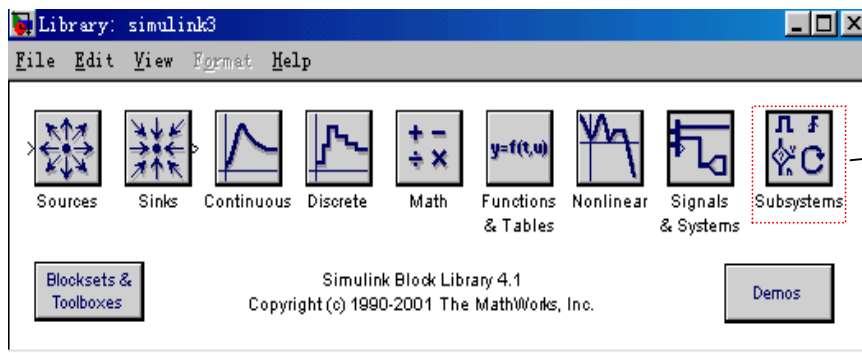 Library: simulink3
File Edit View Format Help
+ −
÷ ×
y=f(t,u)
Sources Sinks Continuous Discrete Math Functions & Tables Nonlinear Signals & Systems Subsystems
Blocksets & Toolboxes
Simulink Block Library 4.1
Copyright (c) 1990-2001 The MathWorks, Inc.
Demos